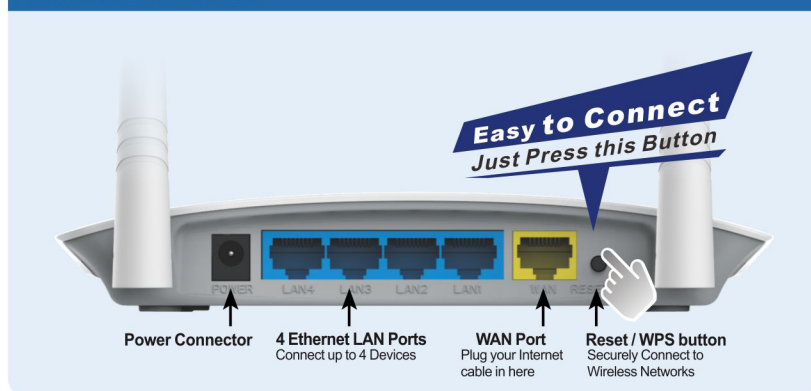 Easy to Connect
Just Press this Button
POWER
LAN4
LAN3
LAN2
LAN1
WAN
RESET
Power Connector
4 Ethernet LAN Ports
Connect up to 4 Devices
WAN Port
Plug your Internet
cable in here
Reset / WPS button
Securely Connect to
Wireless Networks